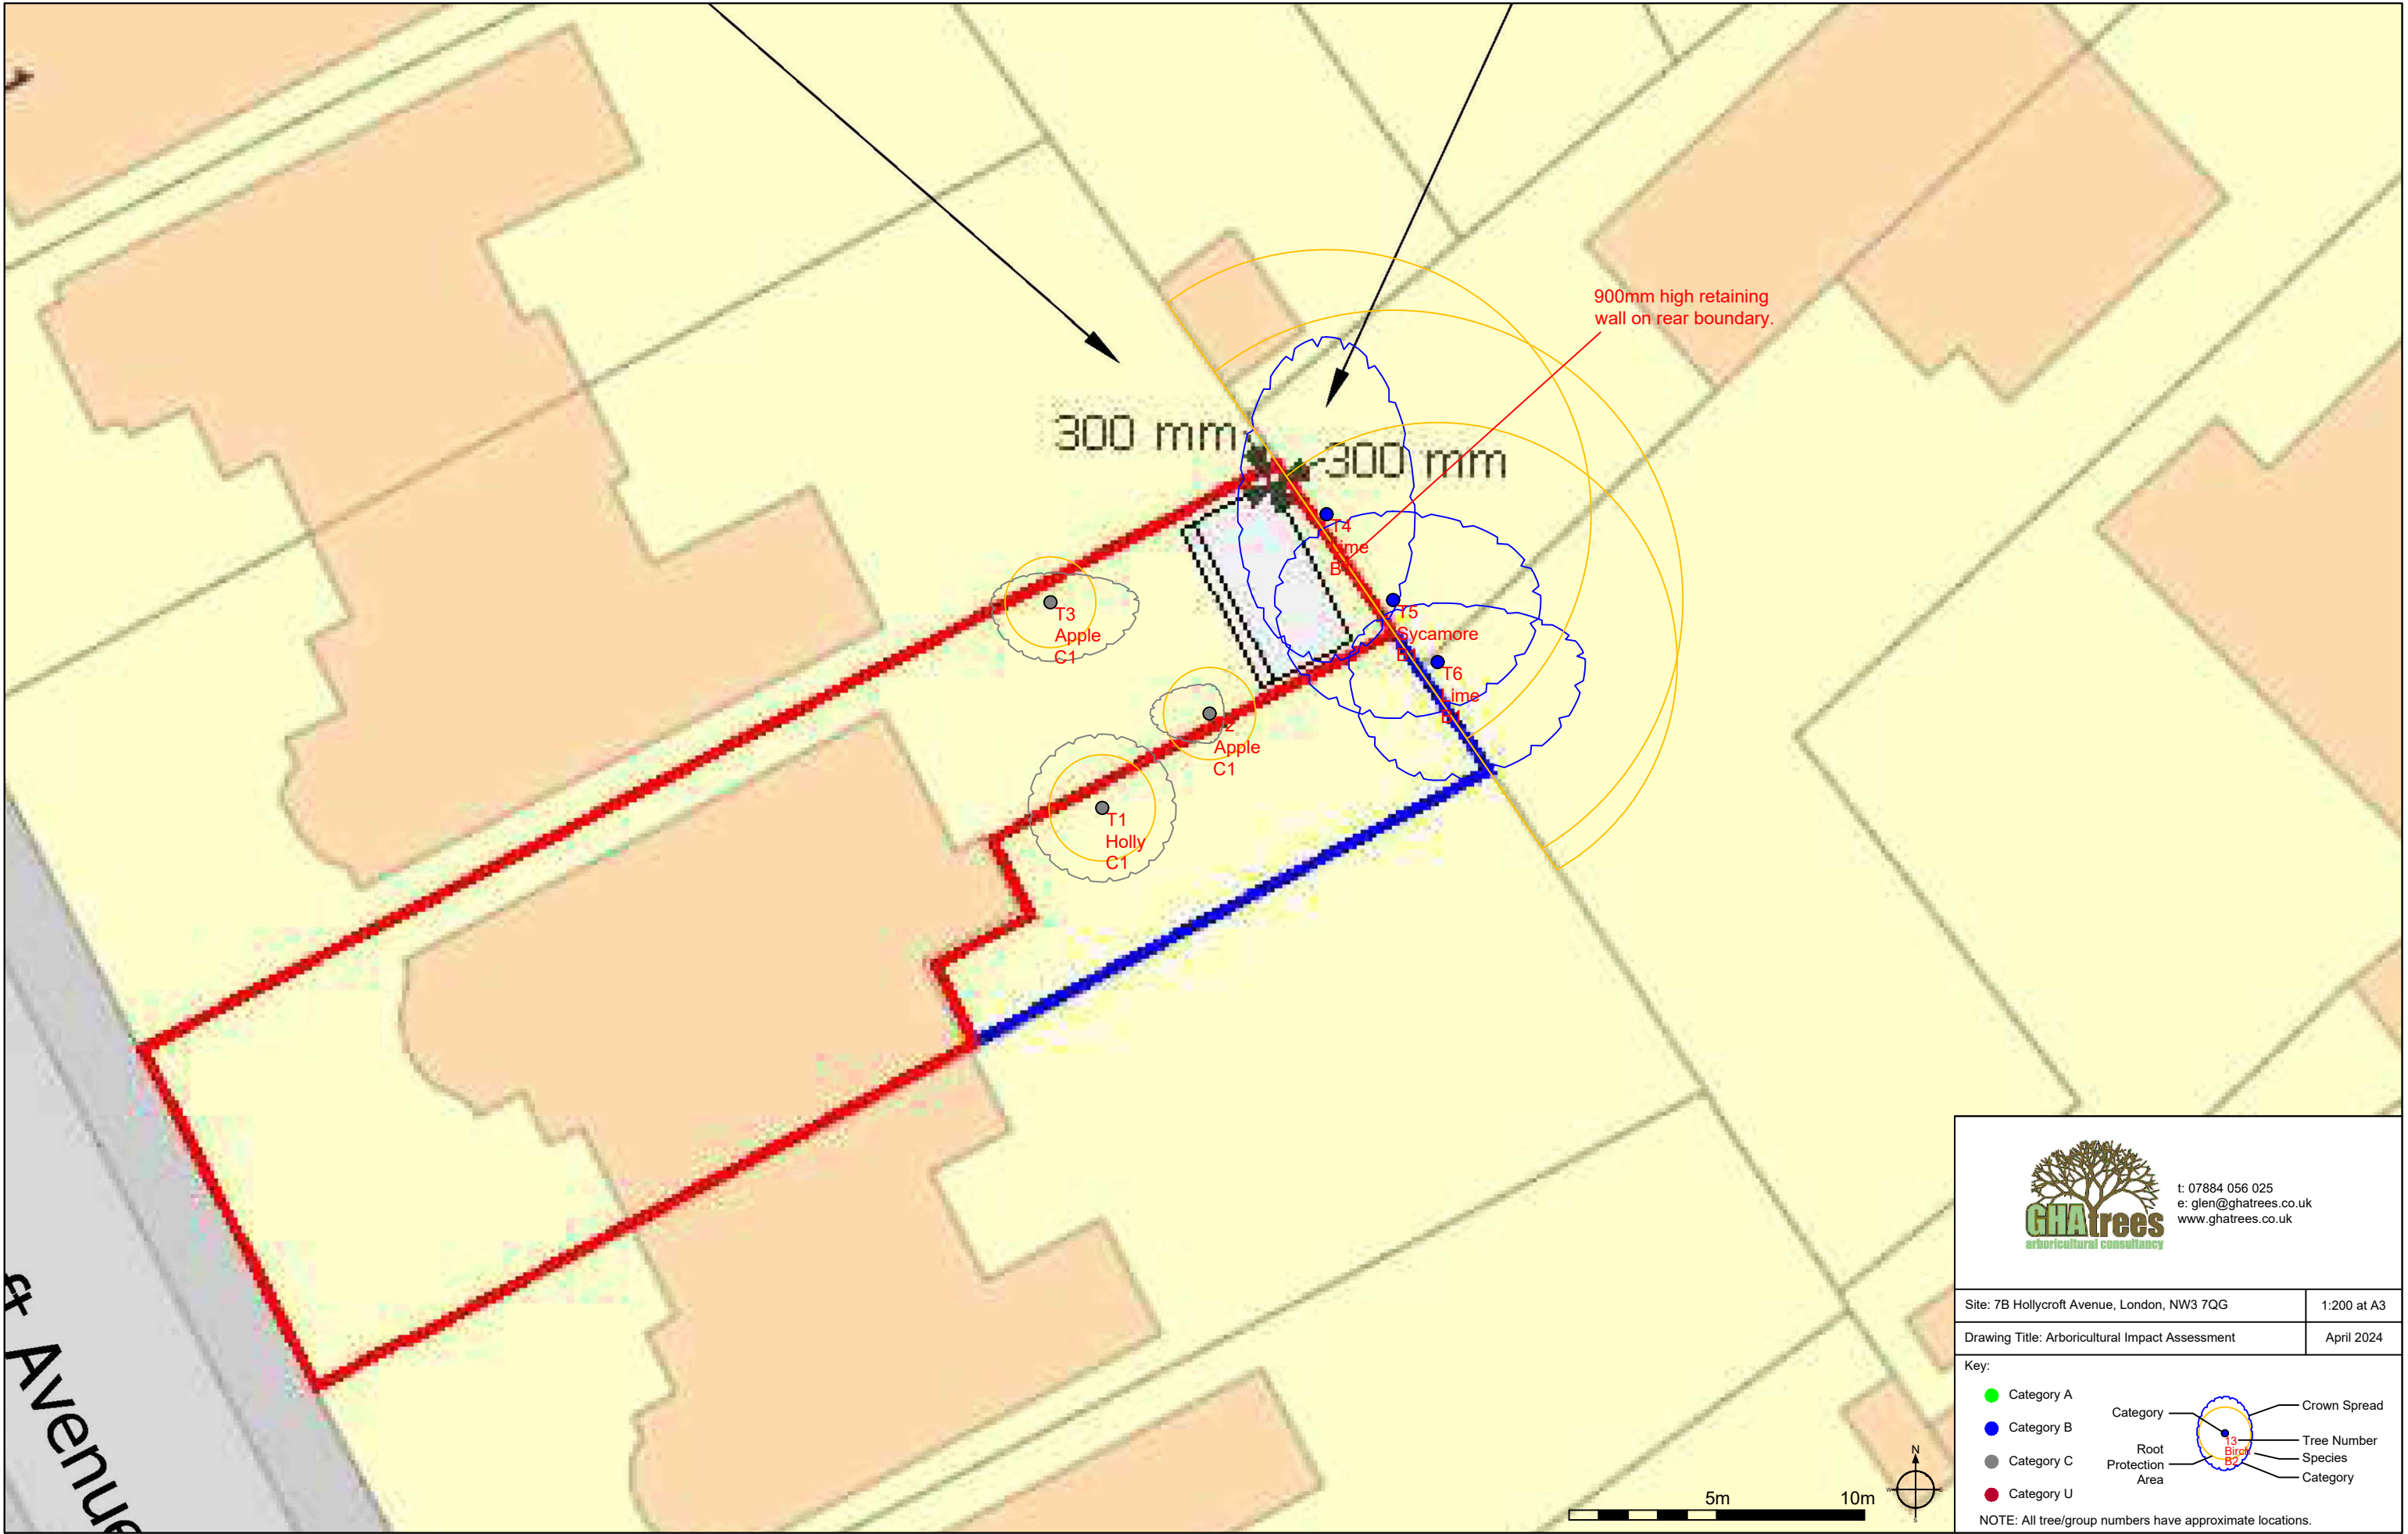 900mm high retaining
wall on rear boundary.
300 mm
300 mm
T4
Lime
T3
Apple
C1
T5
Sycamore
T6
Lime
Apple
C1
T1
Holly
C1
Avenue
GHAtrees
arboricultural consultancy
t: 07884 056 025
e: glen@ghatrees.co.uk
www.ghatrees.co.uk
Site: 7B Hollycroft Avenue, London, NW3 7QG
1:200 at A3
Drawing Title: Arboricultural Impact Assessment
April 2024
Key:
Category A
Category B
Category C
Category U
Category
Root
Protection
Area
13
Birch
B2
Crown Spread
Tree Number
Species
Category
NOTE: All tree/group numbers have approximate locations.
5m
10m
N